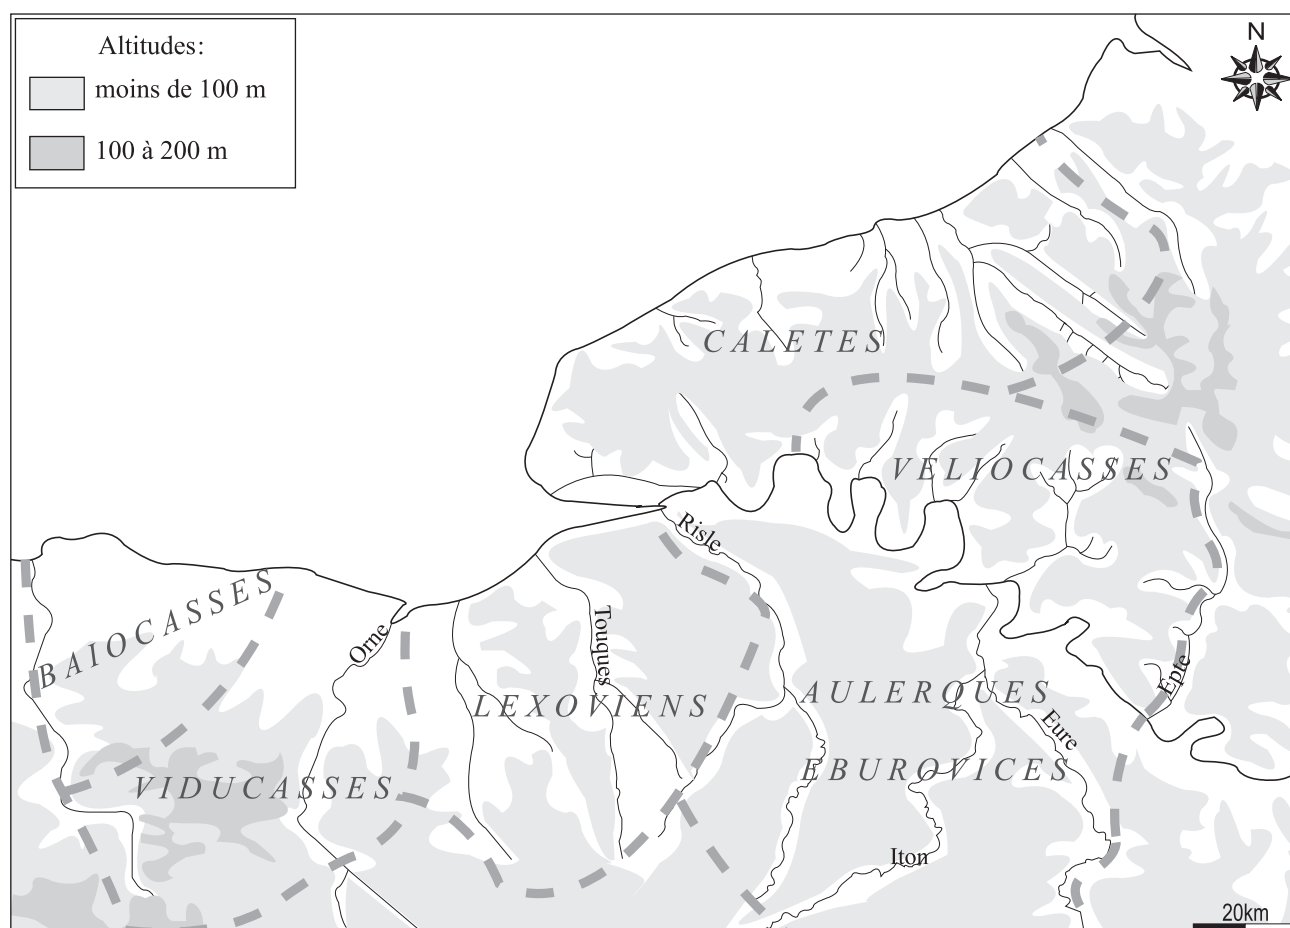 Altitudes:
moins de 100 m
100 à 200 m
N
CALETES
VELIOCASSES
Risle
BAIOCASSES
Orne
Touques
LEXOVIENS
AULERQUES
Epte
Eure
VIDUCASSES
EBUROVICES
Iton
20km